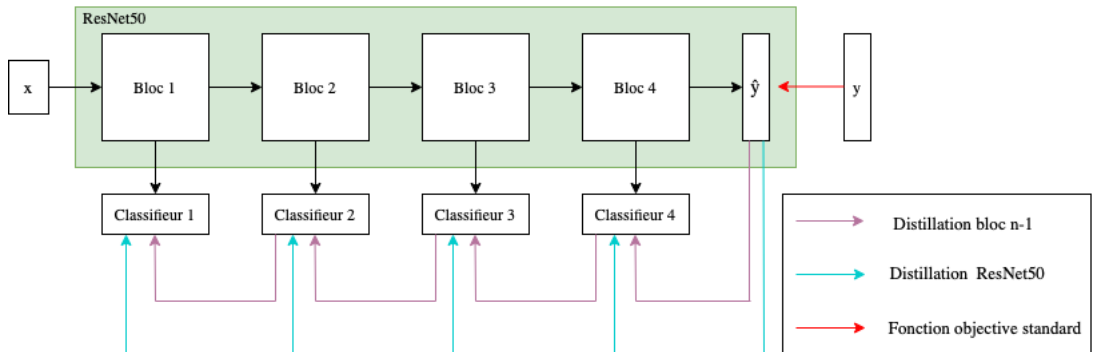 ResNet50
x
Bloc 1
Bloc 2
Bloc 3
Bloc 4
ŷ
y
Classifieur 1
Classifieur 2
Classifieur 3
Classifieur 4
Distillation bloc n-1
Distillation ResNet50
Fonction objective standard